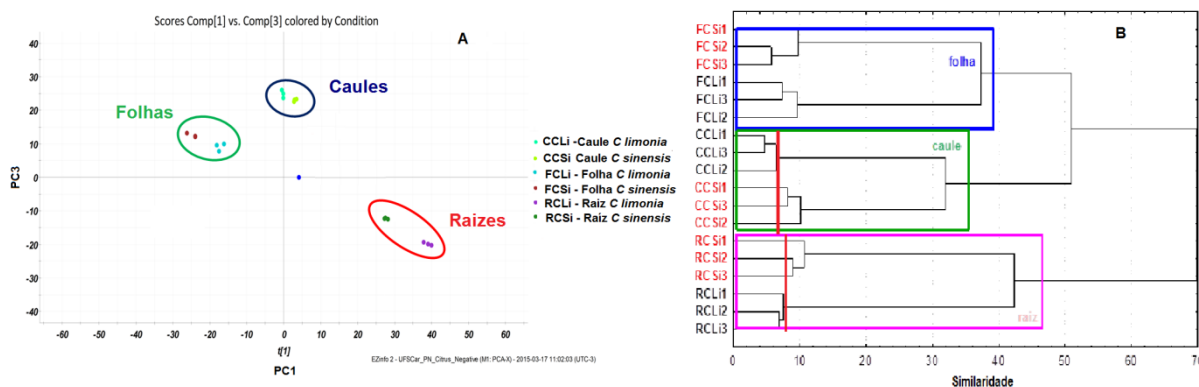 Scores Comp[1] vs. Comp[3] colored by Condition
A
40
30
20
10
0
-10
-20
-30
-40
PC3
Folhas
Caules
Raizes
-60 -50 -40 -30 -20 -10 0 10 20 30 40 50 60
t[1]
PC1
EZinfo 2 - UFSCar_PN_Citrus_Negative (M1: PCA-X) - 2015-03-17 11:02:03 (UTC-3)
CCLi -Caule C limonia
CCSi Caule C sinensis
FCLi - Folha C limonia
FCSi - Folha C sinensis
RCLi - Raiz C limonia
RCSi - Raiz C sinensis
B
FCSi1
FCSi2
FCSi3
FCLi1
FCLi3
FCLi2
CCLi1
CCLi3
CCLi2
CCSi1
CCSi3
CCSi2
RCSi1
RCSi2
RCSi3
RCLi1
RCLi2
RCLi3
folha
caule
raiz
0 10 20 30 40 50 60 70
Similaridade